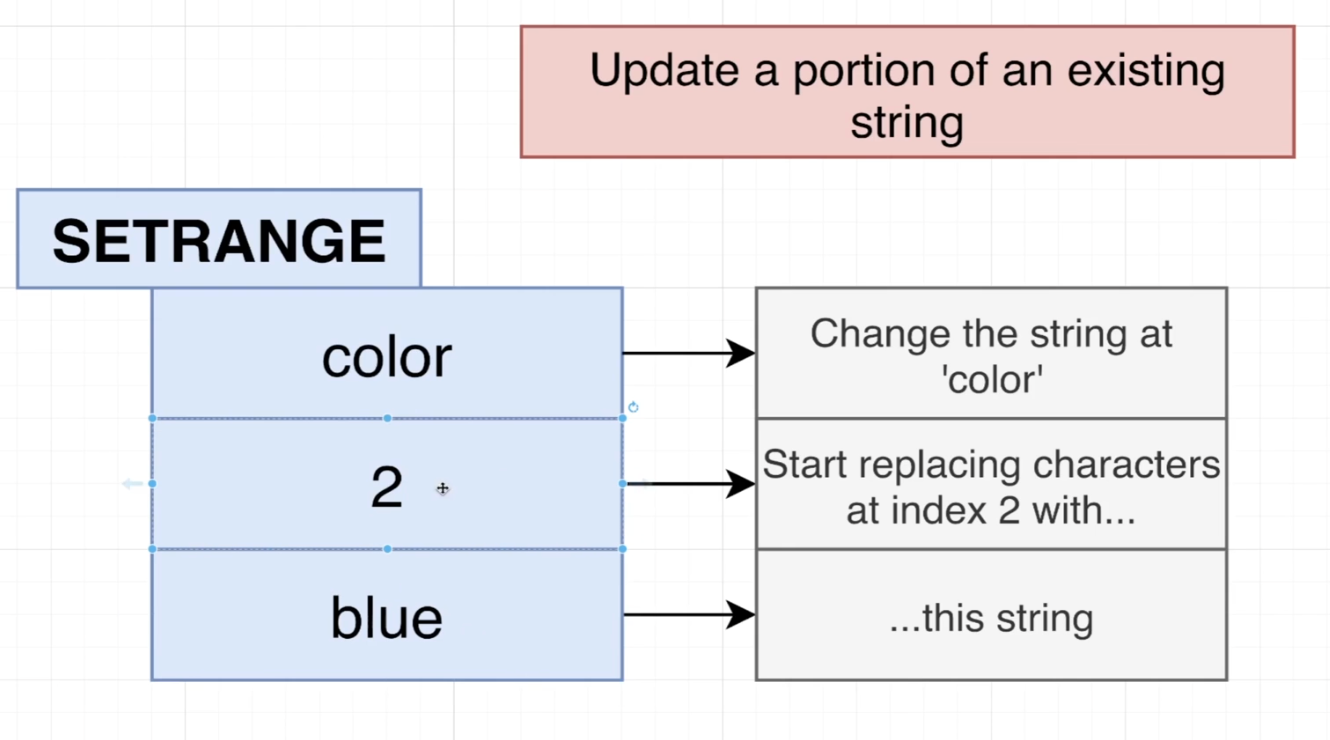 Update a portion of an existing
string
SETRANGE
color
Change the string at
'color'
2
Start replacing characters
at index 2 with...
blue
...this string